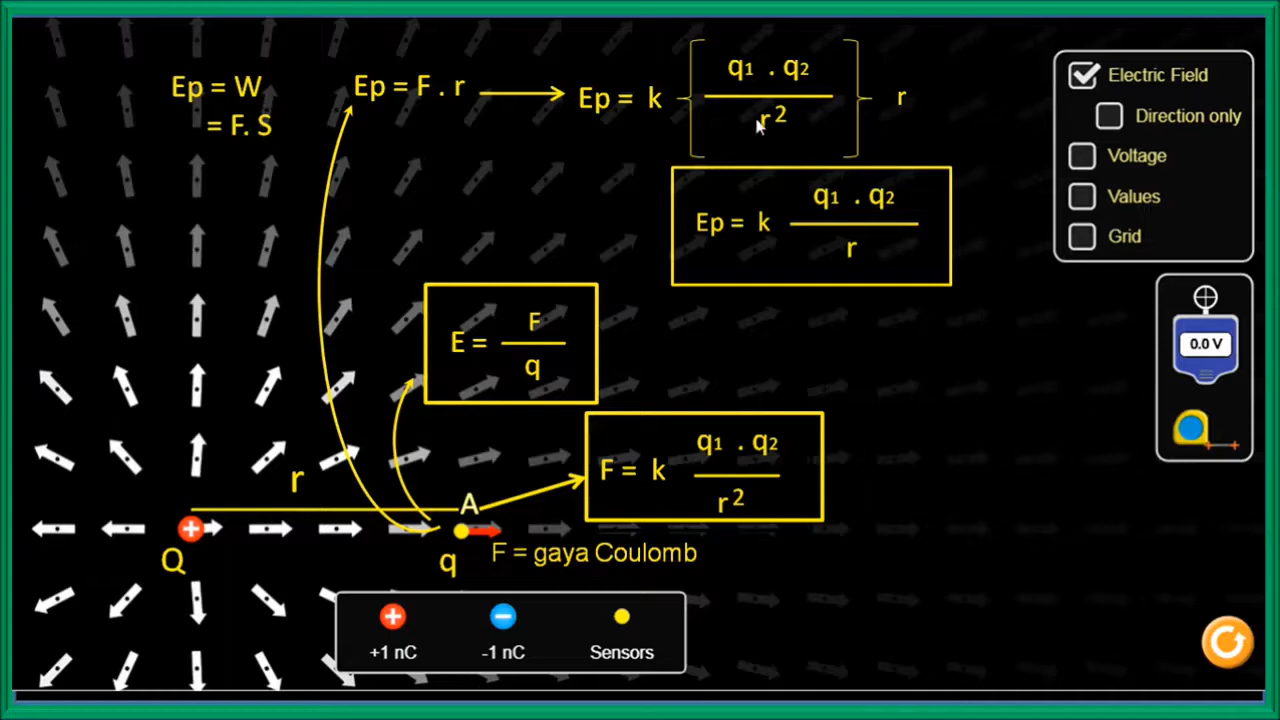 Ep = W
= F. S
Ep = F . r
Ep = k q₁ . q₂ / r² r
Ep = k q₁ . q₂ / r
E = F / q
F = k q₁ . q₂ / r²
r
A
Q
q
F = gaya Coulomb
+
+1 nC
−
-1 nC
Sensors
Electric Field
Direction only
Voltage
Values
Grid
0.0 V